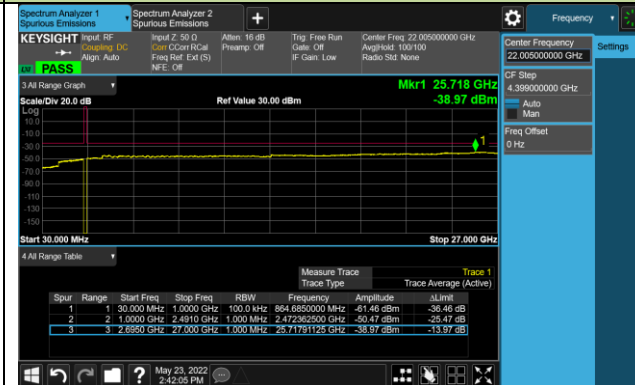 Spectrum Analyzer 1
Spurious Emissions
Spectrum Analyzer 2
Spurious Emissions
+
Frequency
KEYSIGHT
Input: RF
Coupling: DC
Align: Auto
Input Z: 50 Ω
Corr CCorr RCal
Freq Ref: Ext (S)
NFE: Off
Atten: 16 dB
Preamp: Off
Trig: Free Run
Gate: Off
IF Gain: Low
Center Freq: 22.005000000 GHz
Avg|Hold: 100/100
Radio Std: None
PASS
Center Frequency
22.005000000 GHz
Settings
CF Step
4.399000000 GHz
Auto
Man
Freq Offset
0 Hz
3 All Range Graph
Mkr1 25.718 GHz
Scale/Div 20.0 dB
Ref Value 30.00 dBm
-38.97 dBm
Log
10.0
-10.0
-30.0
-50.0
-70.0
-90.0
-110
-130
-150
1
Start 30.000 MHz
Stop 27.000 GHz
4 All Range Table
Measure Trace Trace 1
Trace Type Trace Average (Active)
Spur Range Start Freq Stop Freq RBW Frequency Amplitude ΔLimit
1 1 30.000 MHz 1.0000 GHz 100.0 kHz 864.6850000 MHz -61.46 dBm -36.46 dB
2 2 1.0000 GHz 2.4910 GHz 1.000 MHz 2.472362500 GHz -50.47 dBm -25.47 dB
3 3 2.6950 GHz 27.000 GHz 1.000 MHz 25.71791125 GHz -38.97 dBm -13.97 dB
?
May 23, 2022
2:42:05 PM